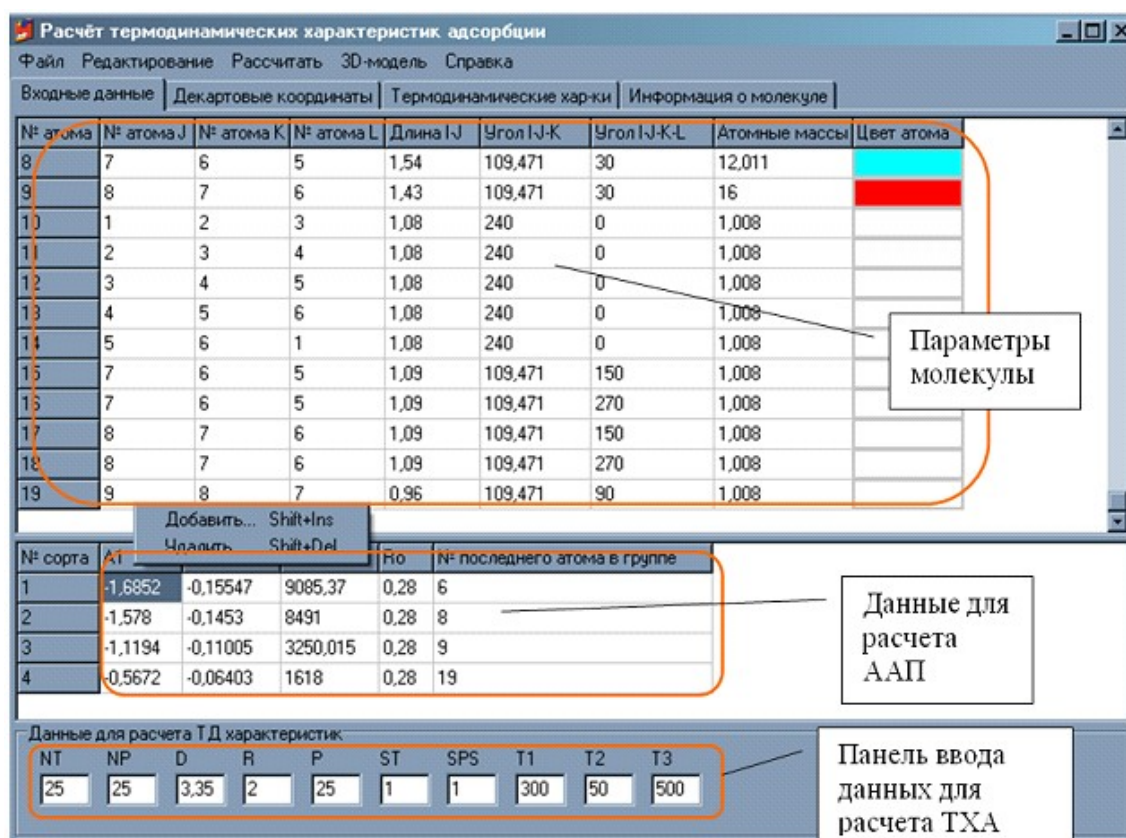 Расчёт термодинамических характеристик адсорбции
Файл Редактирование Рассчитать 3D-модель Справка
Входные данные Декартовые координаты Термодинамические хар-ки Информация о молекуле
№ атома № атома J № атома K № атома L Длина I-J Угол I-J-K Угол I-J-K-L Атомные массы Цвет атома
8 7 6 5 1,54 109,471 30 12,011
9 8 7 6 1,43 109,471 30 16
10 1 2 3 1,08 240 0 1,008
11 2 3 4 1,08 240 0 1,008
12 3 4 5 1,08 240 0 1,008
13 4 5 6 1,08 240 0 1,008
14 5 6 1 1,08 240 0 1,008
15 7 6 5 1,09 109,471 150 1,008
16 7 6 5 1,09 109,471 270 1,008
17 8 7 6 1,09 109,471 150 1,008
18 8 7 6 1,09 109,471 270 1,008
19 9 8 7 0,96 109,471 90 1,008
Параметры
молекулы
Добавить... Shift+Ins
Удалить Shift+Del
№ сорта A1 Ro № последнего атома в группе
1 -1,6852 -0,15547 9085,37 0,28 6
2 -1,578 -0,1453 8491 0,28 8
3 -1,1194 -0,11005 3250,015 0,28 9
4 -0,5672 -0,06403 1618 0,28 19
Данные для
расчета
ААП
Данные для расчета ТД характеристик
NT NP D R P ST SPS T1 T2 T3
25 25 3,35 2 25 1 1 300 50 500
Панель ввода
данных для
расчета ТХА